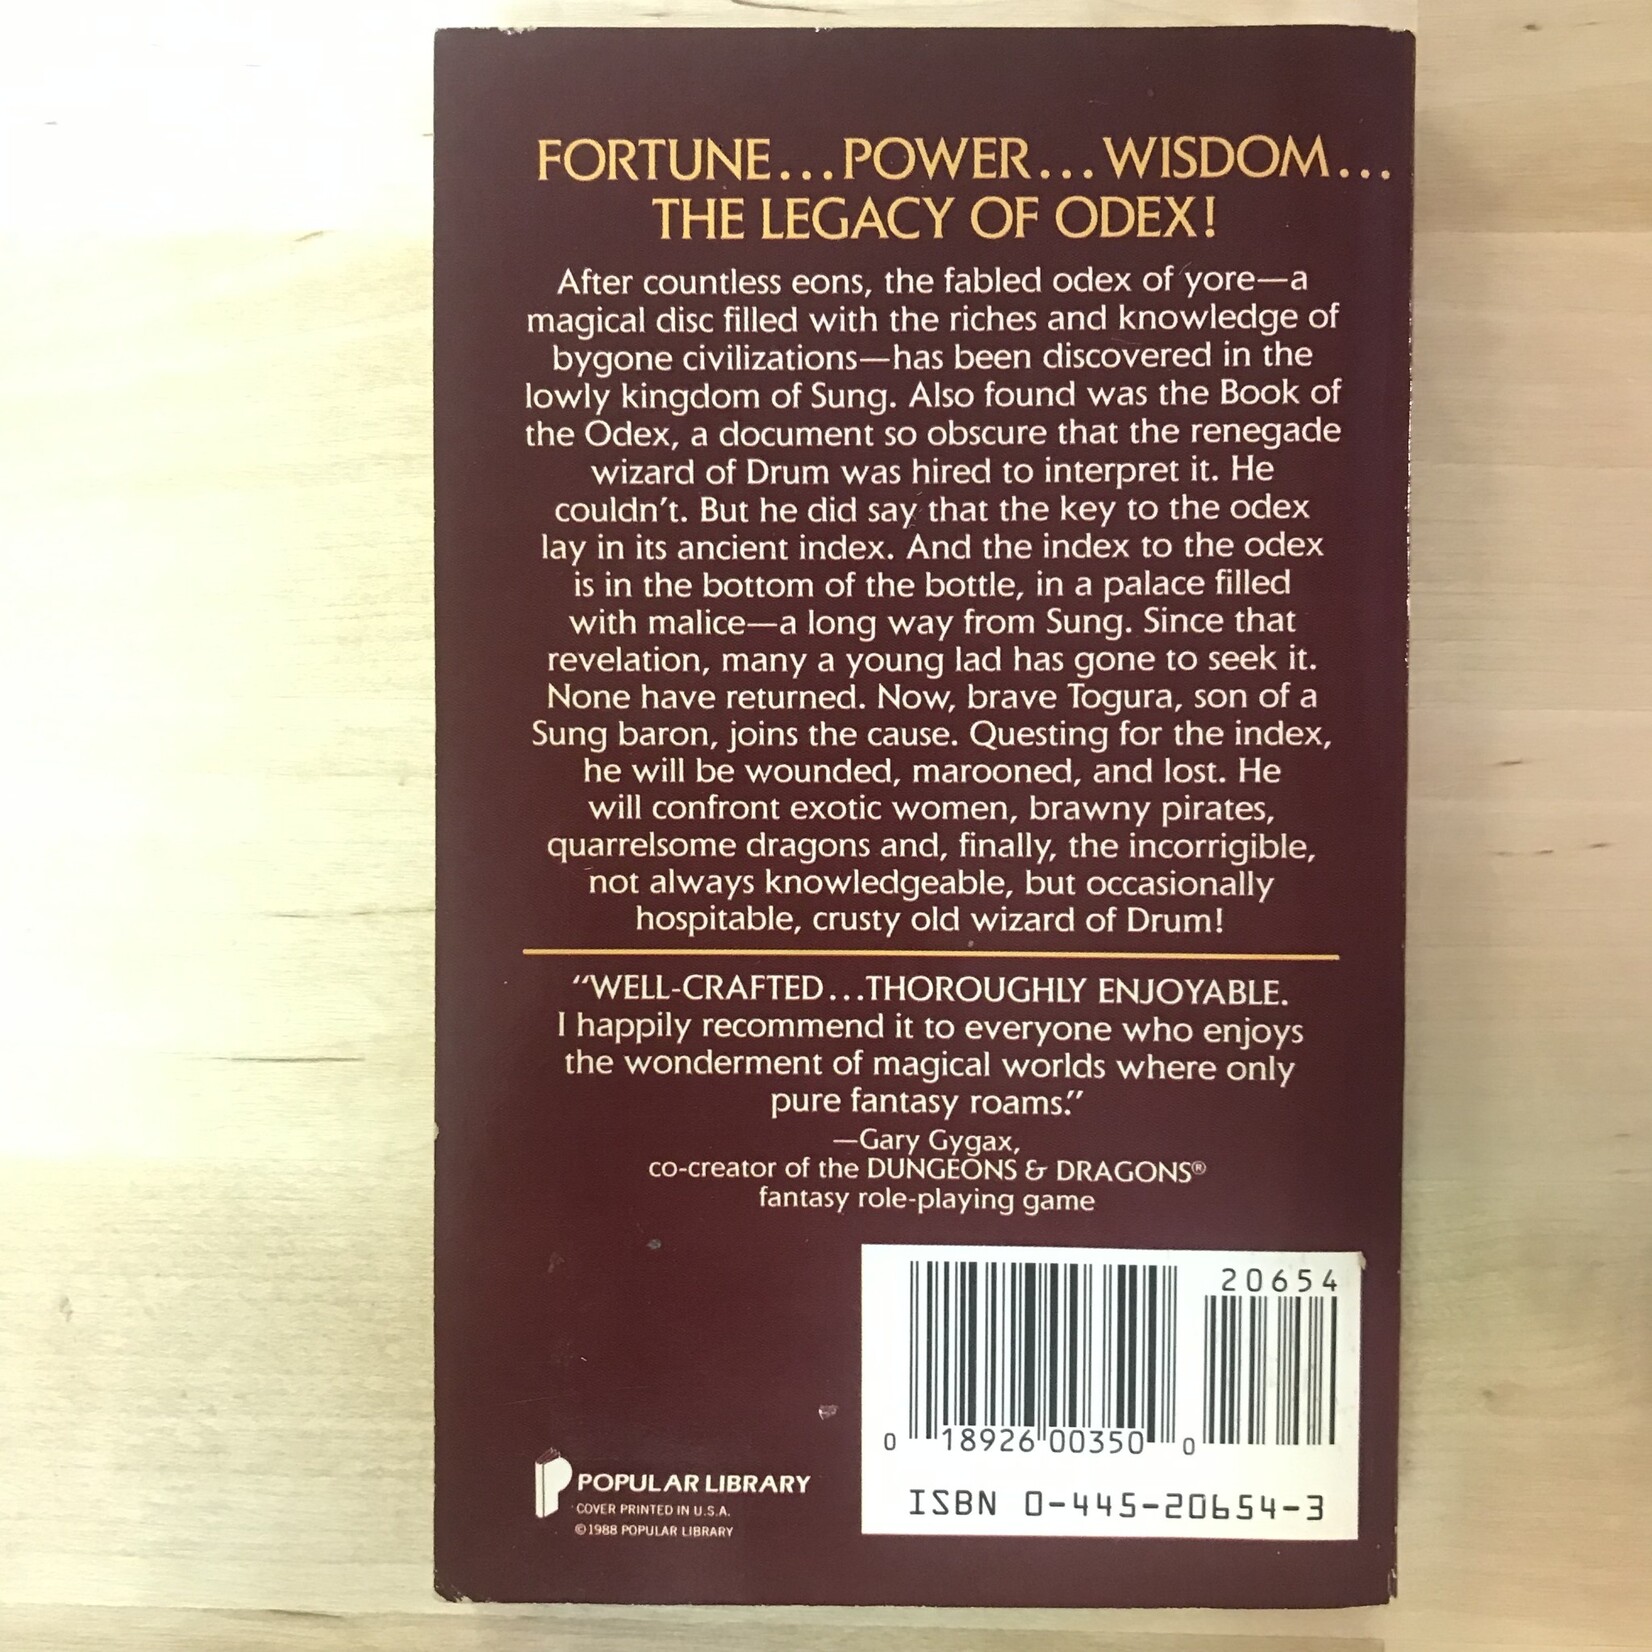 FORTUNE...POWER...WISDOM...
THE LEGACY OF ODEX!
After countless eons, the fabled odex of yore—a
magical disc filled with the riches and knowledge of
bygone civilizations—has been discovered in the
lowly kingdom of Sung. Also found was the Book of
the Odex, a document so obscure that the renegade
wizard of Drum was hired to interpret it. He
couldn't. But he did say that the key to the odex
lay in its ancient index. And the index to the odex
is in the bottom of the bottle, in a palace filled
with malice—a long way from Sung. Since that
revelation, many a young lad has gone to seek it.
None have returned. Now, brave Togura, son of a
Sung baron, joins the cause. Questing for the index,
he will be wounded, marooned, and lost. He
will confront exotic women, brawny pirates,
quarrelsome dragons and, finally, the incorrigible,
not always knowledgeable, but occasionally
hospitable, crusty old wizard of Drum!
"WELL-CRAFTED...THOROUGHLY ENJOYABLE.
I happily recommend it to everyone who enjoys
the wonderment of magical worlds where only
pure fantasy roams."
—Gary Gygax,
co-creator of the DUNGEONS & DRAGONS®
fantasy role-playing game
20654
0 18926 00350 0
ISBN 0-445-20654-3
POPULAR LIBRARY
COVER PRINTED IN U.S.A.
©1988 POPULAR LIBRARY